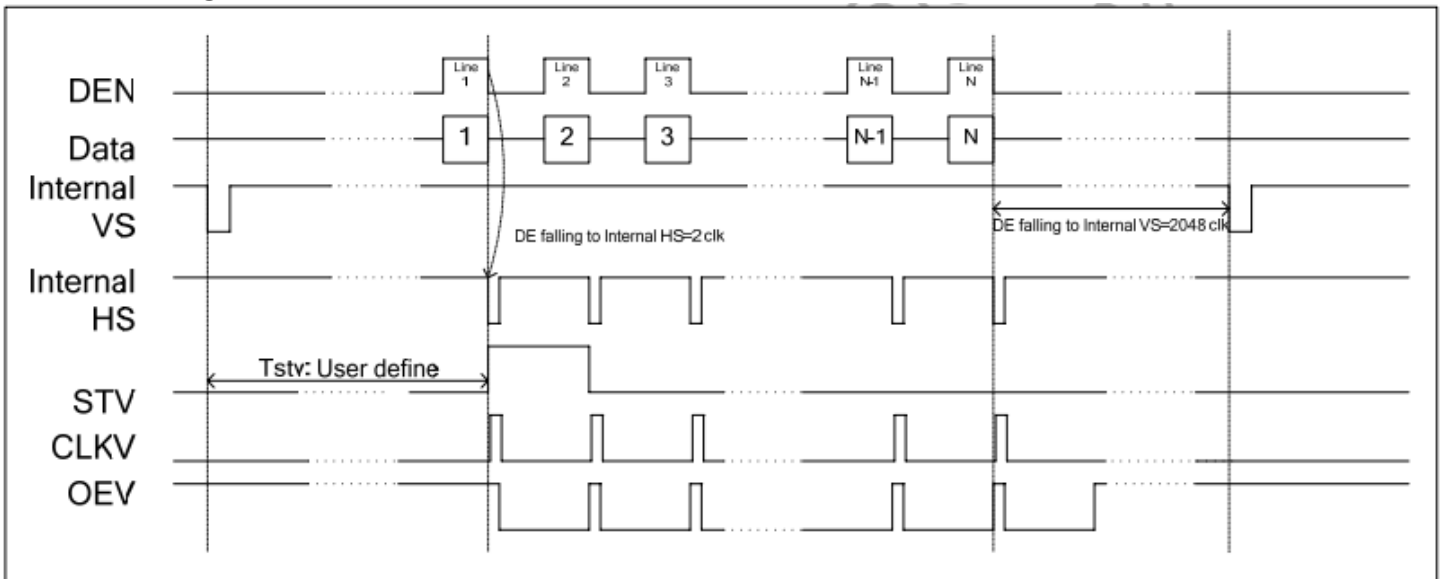 DEN
Line 1
Line 2
Line 3
Line N-1
Line N
Data
1
2
3
N-1
N
Internal
VS
DE falling to Internal HS=2 clk
DE falling to Internal VS=2048 clk
Internal
HS
Tstv: User define
STV
CLKV
OEV